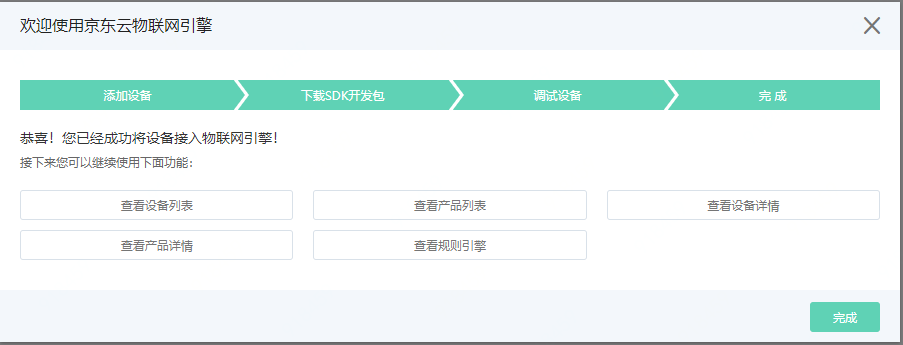 欢迎使用京东云物联网引擎
添加设备 下载SDK开发包 调试设备 完 成
恭喜！您已经成功将设备接入物联网引擎！
接下来您可以继续使用下面功能：
查看设备列表 查看产品列表 查看设备详情
查看产品详情 查看规则引擎
完成